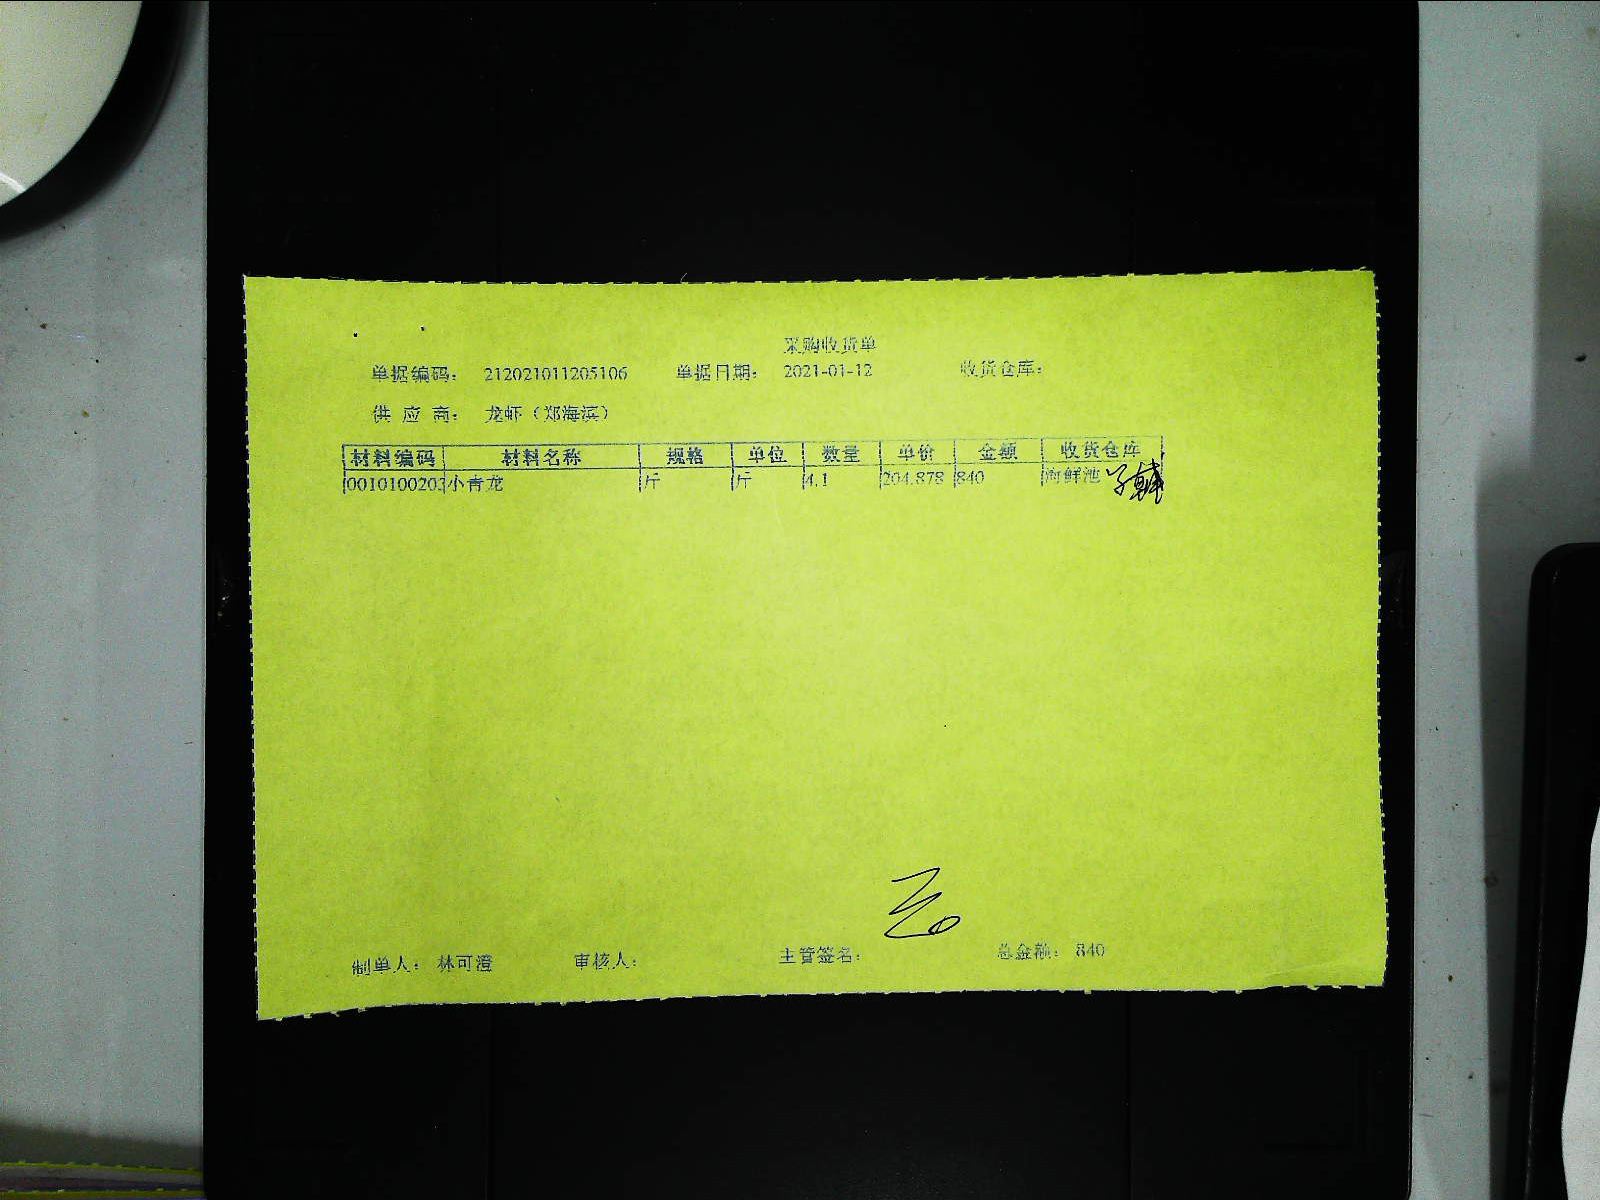 采购收货单
单据编码： 212021011205106 单据日期： 2021-01-12 收货仓库：
供 应 商： 龙虾（郑海滨）
材料编码 材料名称 规格 单位 数量 单价 金额 收货仓库
0010100203 小青龙 斤 斤 4.1 204.878 840 海鲜池
制单人： 林可澄 审核人： 主管签名： 总金额： 840